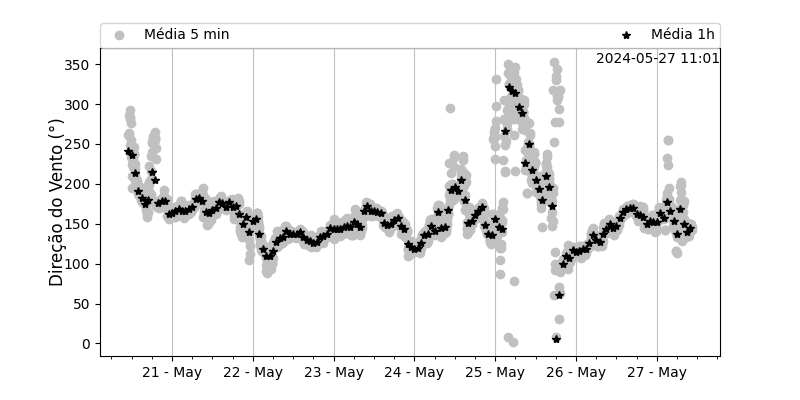 Média 5 min
Média 1h
2024-05-27 11:01
Direção do Vento (°)
350
300
250
200
150
100
50
0
21 - May
22 - May
23 - May
24 - May
25 - May
26 - May
27 - May